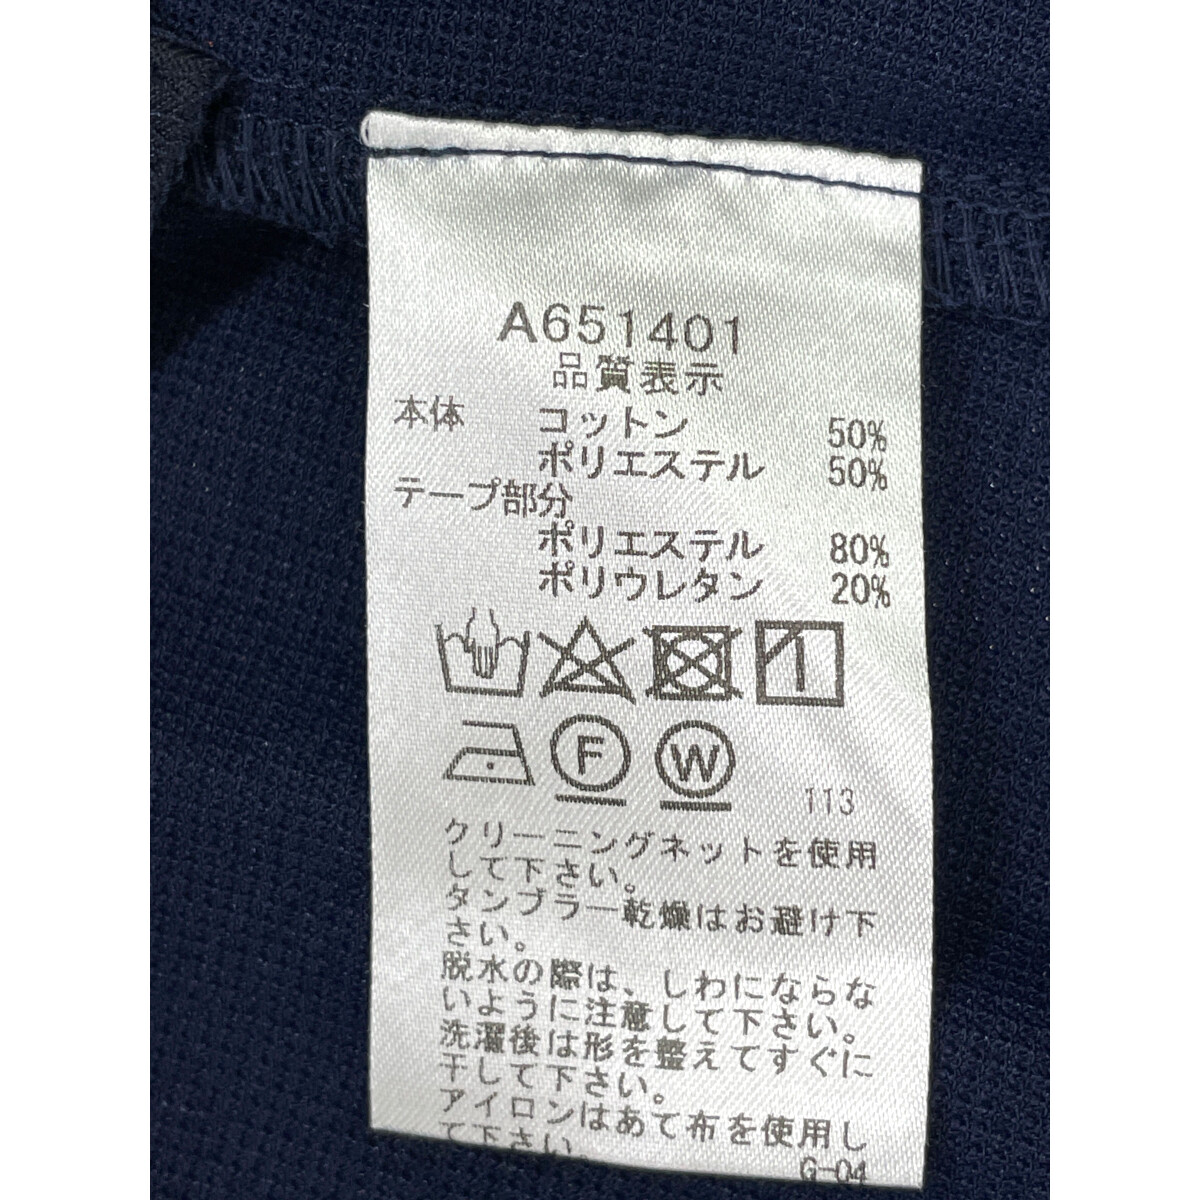 A651401
品質表示
本体 コットン 50%
ポリエステル 50%
テープ部分
ポリエステル 80%
ポリウレタン 20%
F W 113
クリーニングネットを使用
して下さい。
タンブラー乾燥はお避け下
さい。
脱水の際は、しわにならな
いように注意して下さい。
洗濯後は形を整えてすぐに
干して下さい。
アイロンはあて布を使用し
て下さい。
G-04